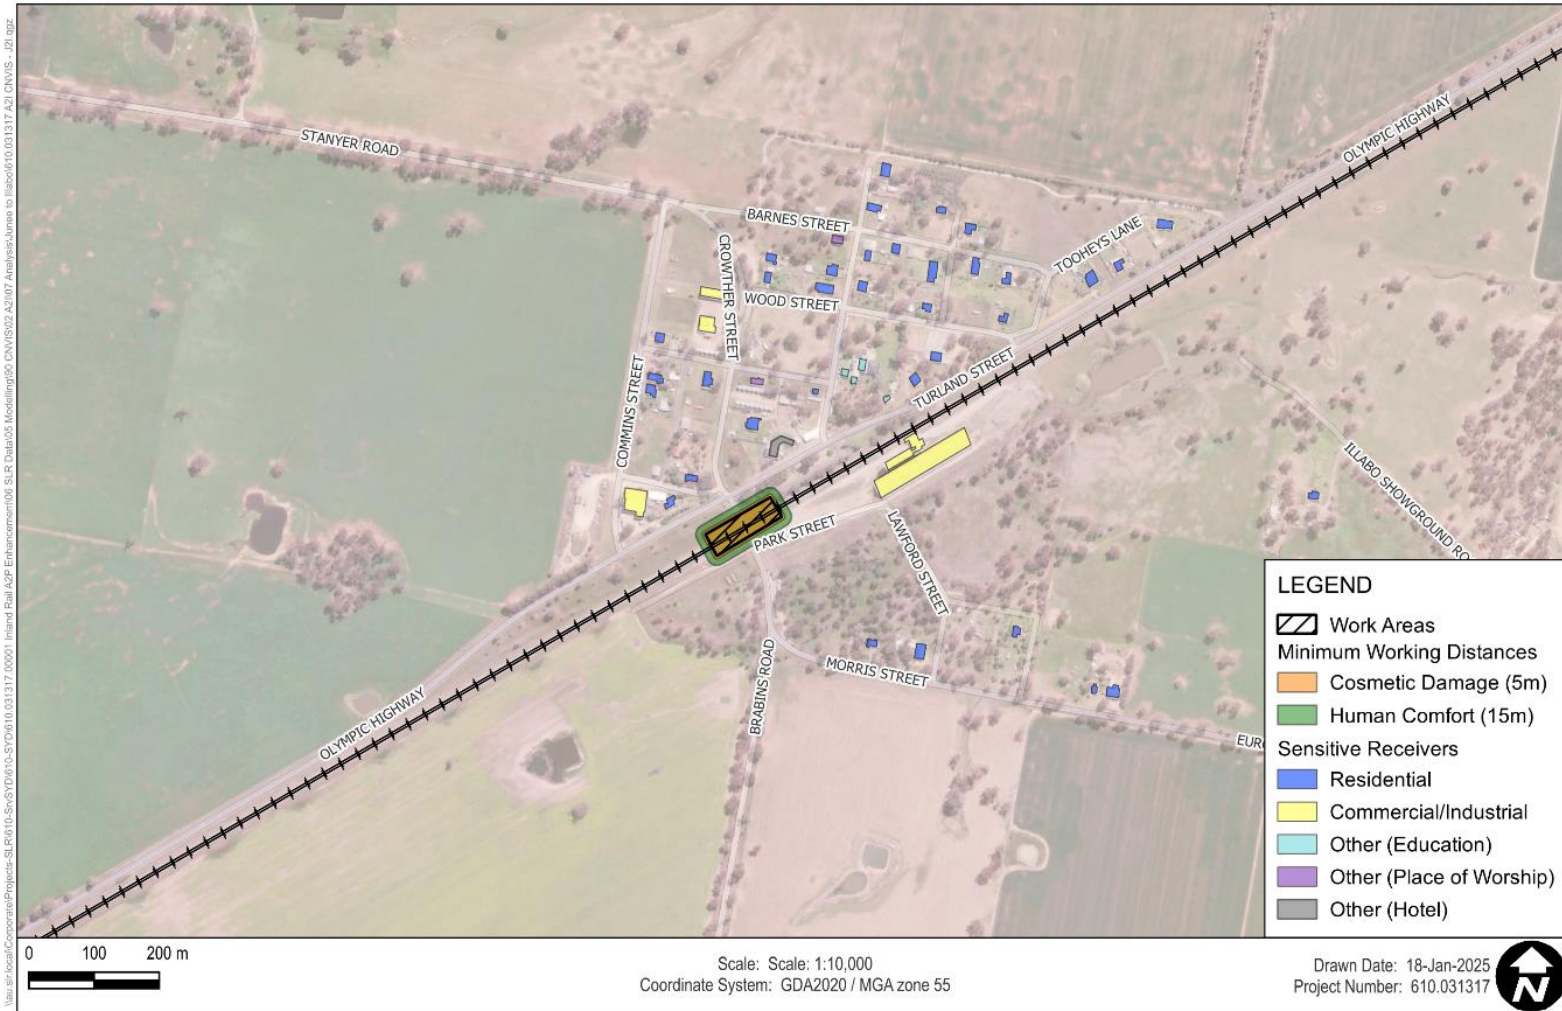 STANYER ROAD
BARNES STREET
CROWTHER STREET
WOOD STREET
TOOHEYS LANE
OLYMPIC HIGHWAY
COMMINS STREET
TURLAND STREET
PARK STREET
LAWFORD STREET
ILLABO SHOWGROUND RO
BRABINS ROAD
MORRIS STREET
OLYMPIC HIGHWAY
EURO
LEGEND
Work Areas
Minimum Working Distances
Cosmetic Damage (5m)
Human Comfort (15m)
Sensitive Receivers
Residential
Commercial/Industrial
Other (Education)
Other (Place of Worship)
Other (Hotel)
0 100 200 m
Scale: Scale: 1:10,000
Coordinate System: GDA2020 / MGA zone 55
Drawn Date: 18-Jan-2025
Project Number: 610.031317
N